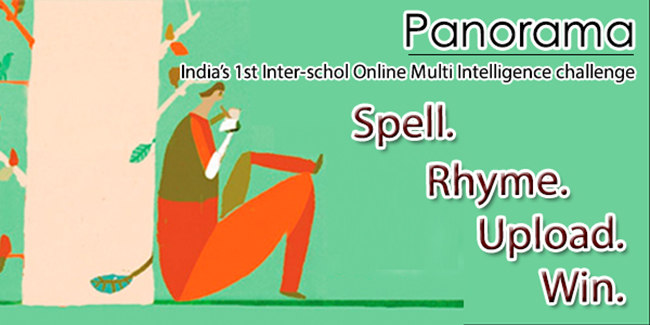 Panorama
India's 1st Inter-schol Online Multi Intelligence challenge
Spell.
Rhyme.
Upload.
Win.